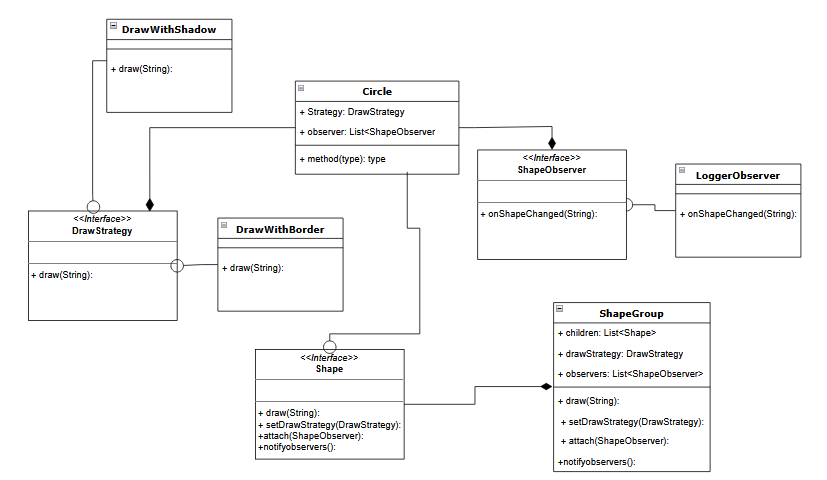 DrawWithShadow
+ draw(String):
Circle
+ Strategy: DrawStrategy
+ observer: List<ShapeObserver
+ method(type): type
<<Interface>>
ShapeObserver
+ onShapeChanged(String):
LoggerObserver
+ onShapeChanged(String):
<<Interface>>
DrawStrategy
+ draw(String):
DrawWithBorder
+ draw(String):
<<Interface>>
Shape
+ draw(String):
+ setDrawStrategy(DrawStrategy):
+attach(ShapeObserver):
+notifyobservers():
ShapeGroup
+ children: List<Shape>
+ drawStrategy: DrawStrategy
+ observers: List<ShapeObserver>
+ draw(String):
+ setDrawStrategy(DrawStrategy):
+ attach(ShapeObserver):
+notifyobservers():